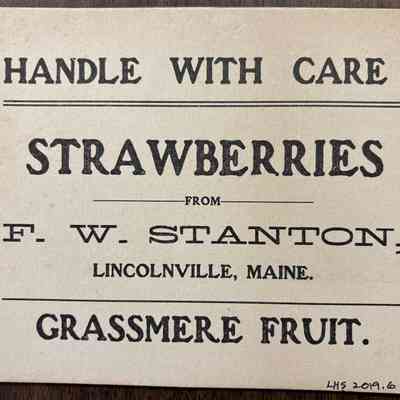 HANDLE WITH CARE
STRAWBERRIES
FROM
F. W. STANTON,
LINCOLNVILLE, MAINE.
GRASSMERE FRUIT.
LHS 2019.6